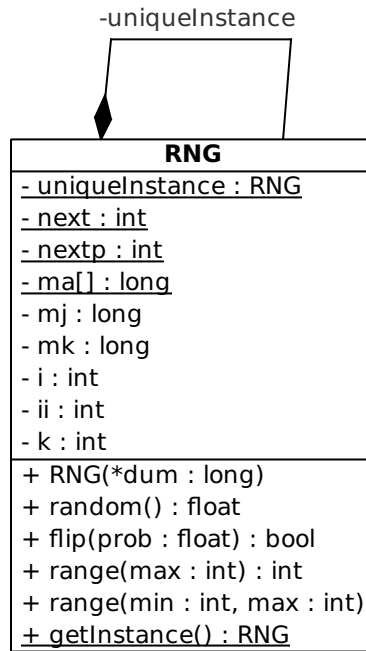 -uniqueInstance
RNG
- uniqueInstance : RNG
- next : int
- nextp : int
- ma[] : long
- mj : long
- mk : long
- i : int
- ii : int
- k : int
+ RNG(*dum : long)
+ random() : float
+ flip(prob : float) : bool
+ range(max : int) : int
+ range(min : int, max : int)
+ getInstance() : RNG